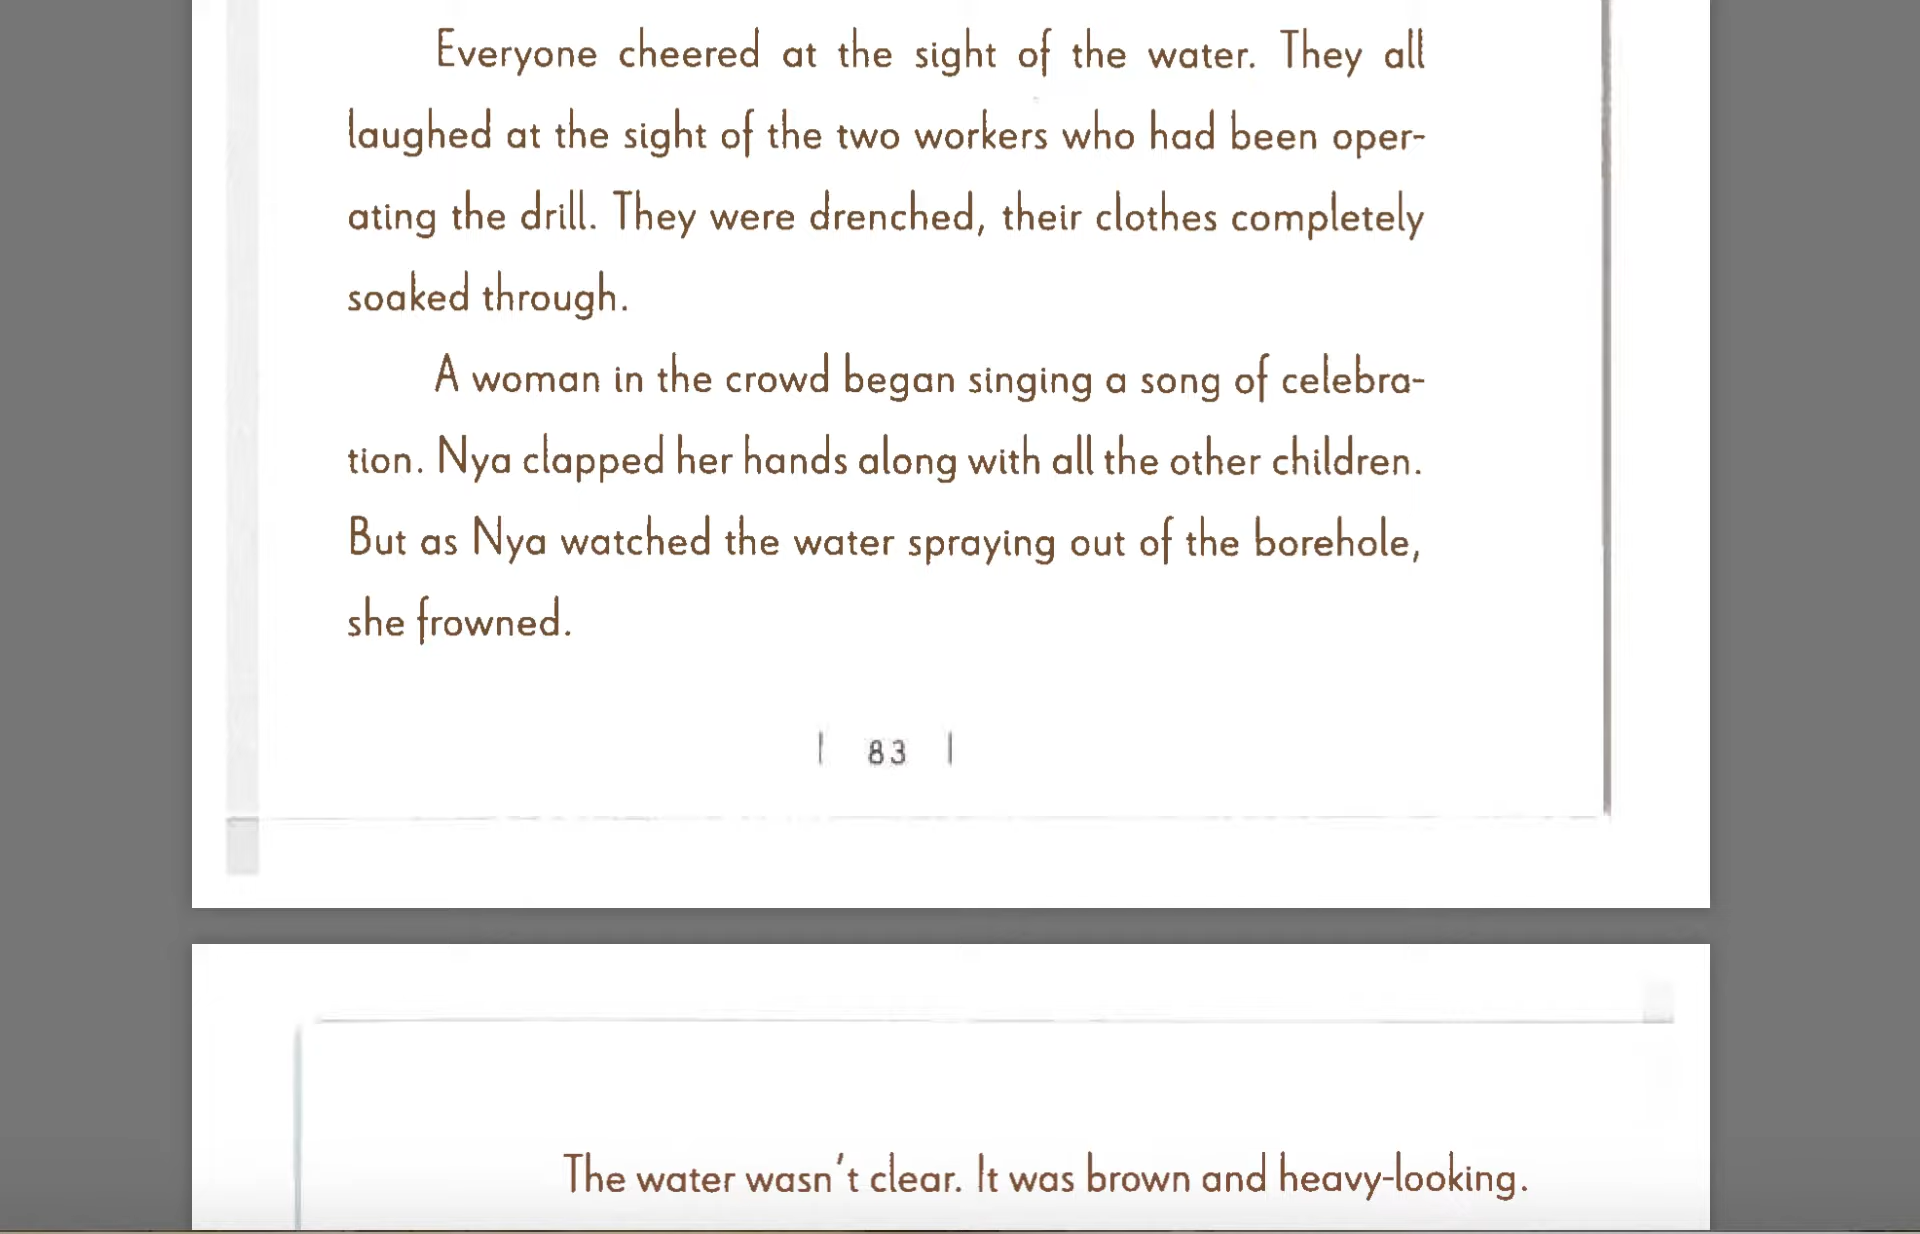 Everyone cheered at the sight of the water. They all
laughed at the sight of the two workers who had been oper-
ating the drill. They were drenched, their clothes completely
soaked through.
A woman in the crowd began singing a song of celebra-
tion. Nya clapped her hands along with all the other children.
But as Nya watched the water spraying out of the borehole,
she frowned.
| 83 |
The water wasn't clear. It was brown and heavy-looking.